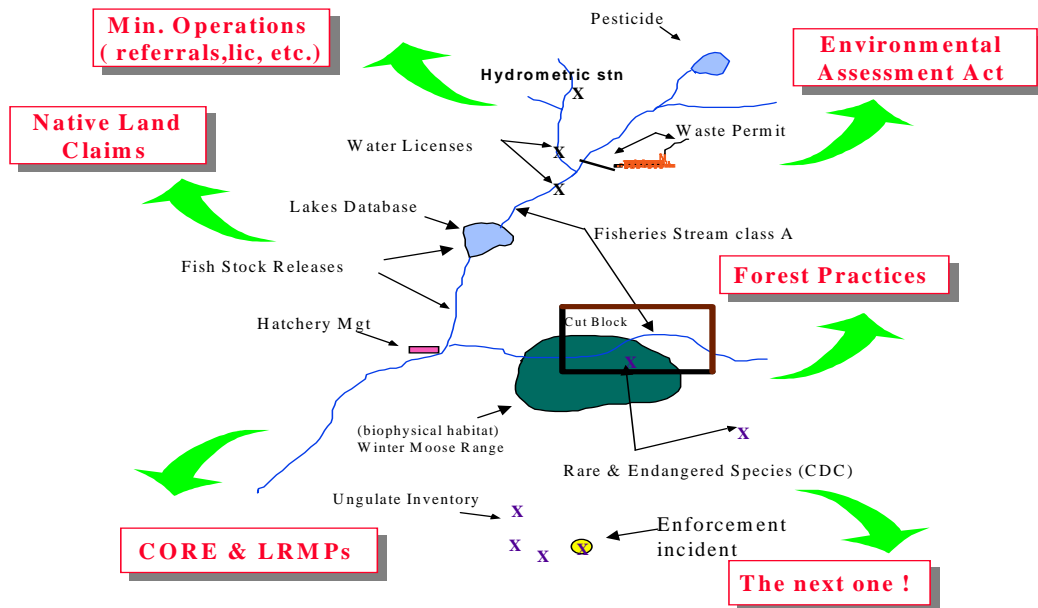 Min. Operations
( referrals,lic, etc.)
Pesticide
Environmental
Assessment Act
Hydrometric stn
X
Native Land
Claims
Water Licenses
X
X
Waste Permit
Lakes Database
Fisheries Stream class A
Fish Stock Releases
Forest Practices
Hatchery Mgt
Cut Block
X
(biophysical habitat)
Winter Moose Range
X
Rare & Endangered Species (CDC)
Ungulate Inventory
X
X
X
X
Enforcement
incident
CORE & LRMPs
The next one !